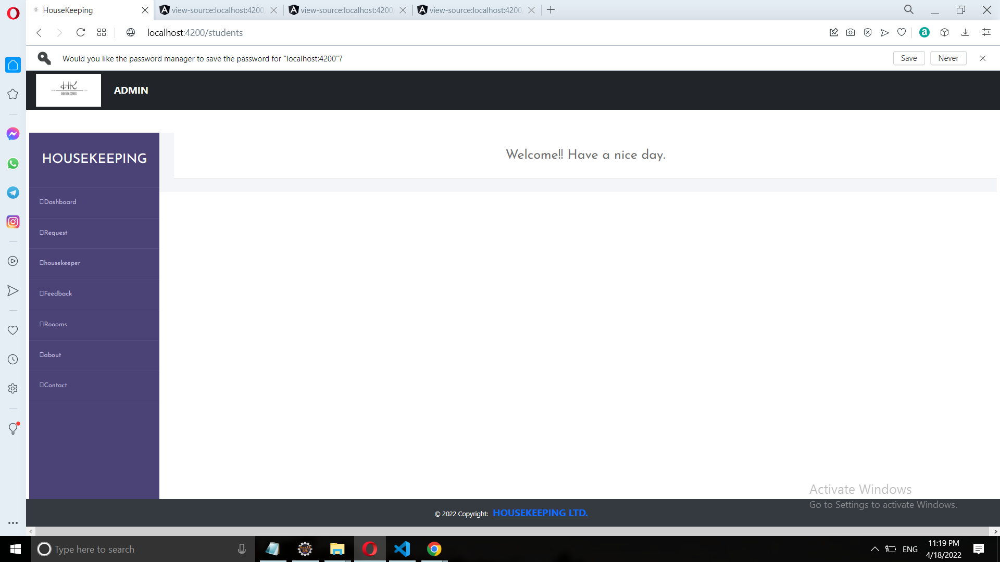 HouseKeeping
view-source:localhost:4200/
view-source:localhost:4200/
view-source:localhost:4200/
localhost:4200/students
Would you like the password manager to save the password for "localhost:4200"?
Save
Never
HK
HOUSEKEEPING
ADMIN
HOUSEKEEPING
Welcome!! Have a nice day.
Dashboard
Request
housekeeper
Feedback
Roooms
about
Contact
Activate Windows
Go to Settings to activate Windows.
© 2022 Copyright: HOUSEKEEPING LTD.
Type here to search
ENG
11:19 PM
4/18/2022